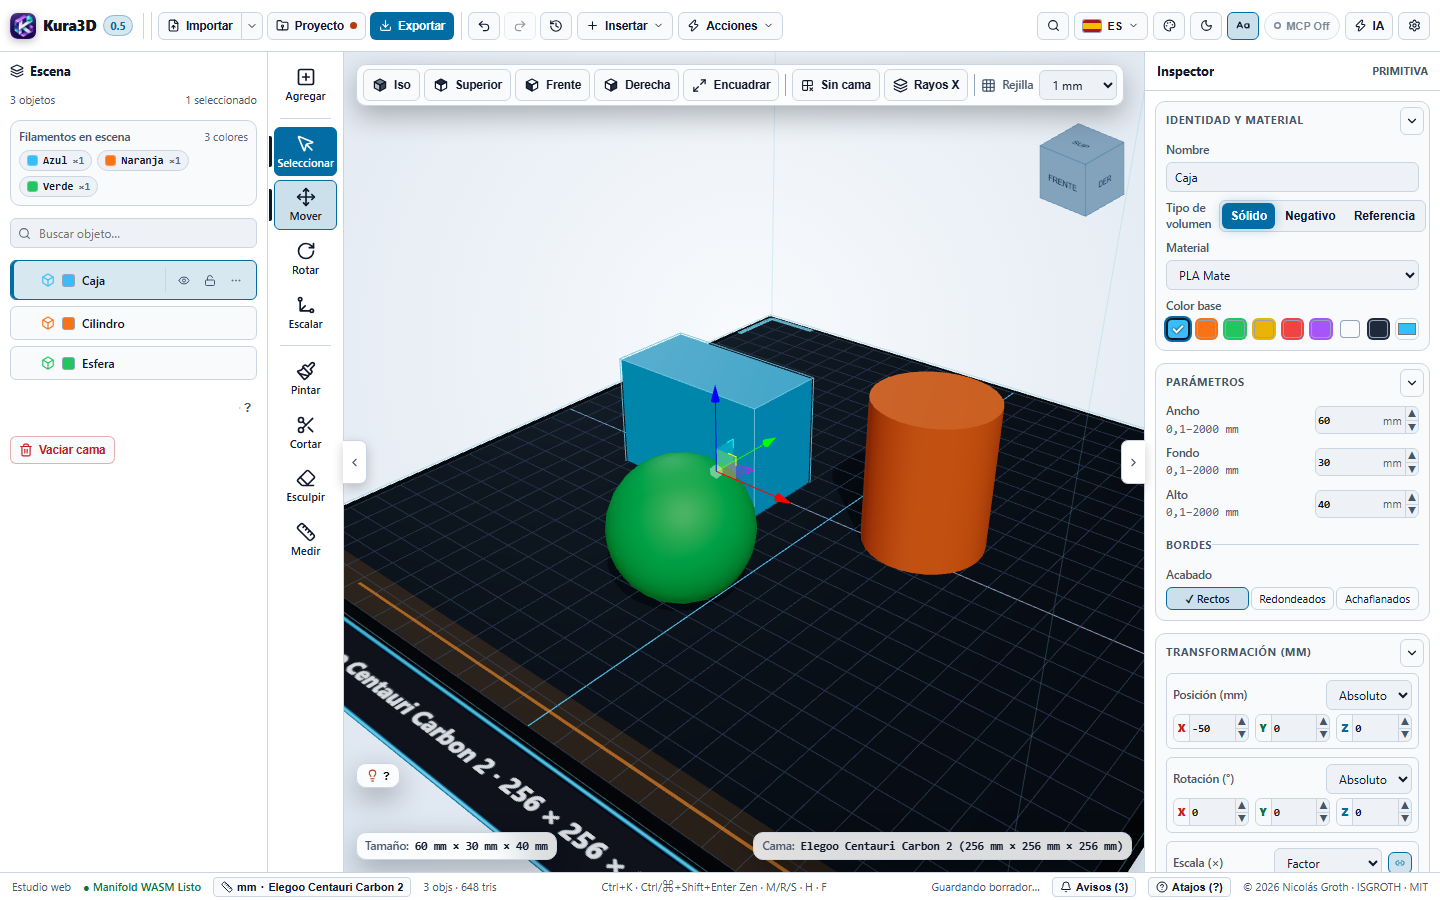 Kura3D 0.5 Importar Proyecto Exportar Insertar Acciones ES Aa MCP Off IA
Escena
3 objetos 1 seleccionado
Filamentos en escena 3 colores
Azul ×1 Naranja ×1
Verde ×1
Buscar objeto...
Caja
Cilindro
Esfera
· ?
Vaciar cama
Agregar
Seleccionar
Mover
Rotar
Escalar
Pintar
Cortar
Esculpir
Medir
Iso Superior Frente Derecha Encuadrar Sin cama Rayos X Rejilla 1 mm
SUP
FRENTE DER
Centauri Carbon 2 · 256 × 256 ×
?
Tamaño: 60 mm × 30 mm × 40 mm
Cama: Elegoo Centauri Carbon 2 (256 mm × 256 mm × 256 mm)
Inspector PRIMITIVA
IDENTIDAD Y MATERIAL
Nombre
Caja
Tipo de volumen Sólido Negativo Referencia
Material
PLA Mate
Color base
PARÁMETROS
Ancho
0,1–2000 mm 60 mm
Fondo
0,1–2000 mm 30 mm
Alto
0,1–2000 mm 40 mm
BORDES
Acabado
✓ Rectos Redondeados Achaflanados
TRANSFORMACIÓN (MM)
Posición (mm) Absoluto
X -50 Y 0 Z 0
Rotación (°) Absoluto
X 0 Y 0 Z 0
Escala (×) Factor
Estudio web ● Manifold WASM Listo mm · Elegoo Centauri Carbon 2 3 objs · 648 tris Ctrl+K · Ctrl/⌘+Shift+Enter Zen · M/R/S · H · F Guardando borrador... Avisos (3) Atajos (?) © 2026 Nicolás Groth · ISGROTH · MIT